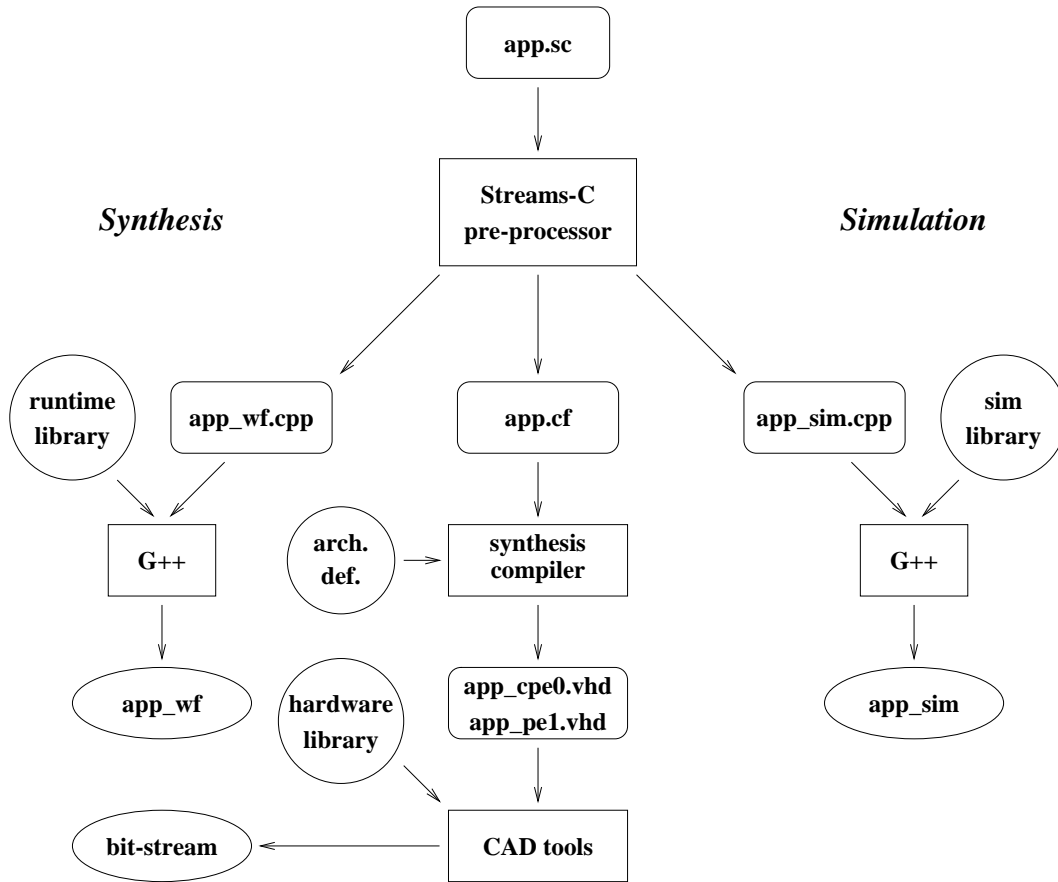 app.sc
Streams-C
pre-processor
Synthesis
Simulation
runtime
library
app_wf.cpp
app.cf
app_sim.cpp
sim
library
G++
arch.
def.
synthesis
compiler
G++
app_wf
hardware
library
app_cpe0.vhd
app_pe1.vhd
app_sim
bit-stream
CAD tools